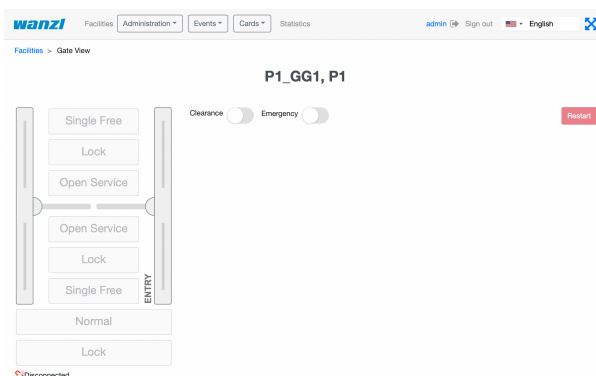 wanzl Facilities Administration Events Cards Statistics admin Sign out English
Facilities > Gate View
P1_GG1, P1
Clearance Emergency Restart
Single Free
Lock
Open Service
Open Service
Lock
Single Free
ENTRY
Normal
Lock
Disconnected